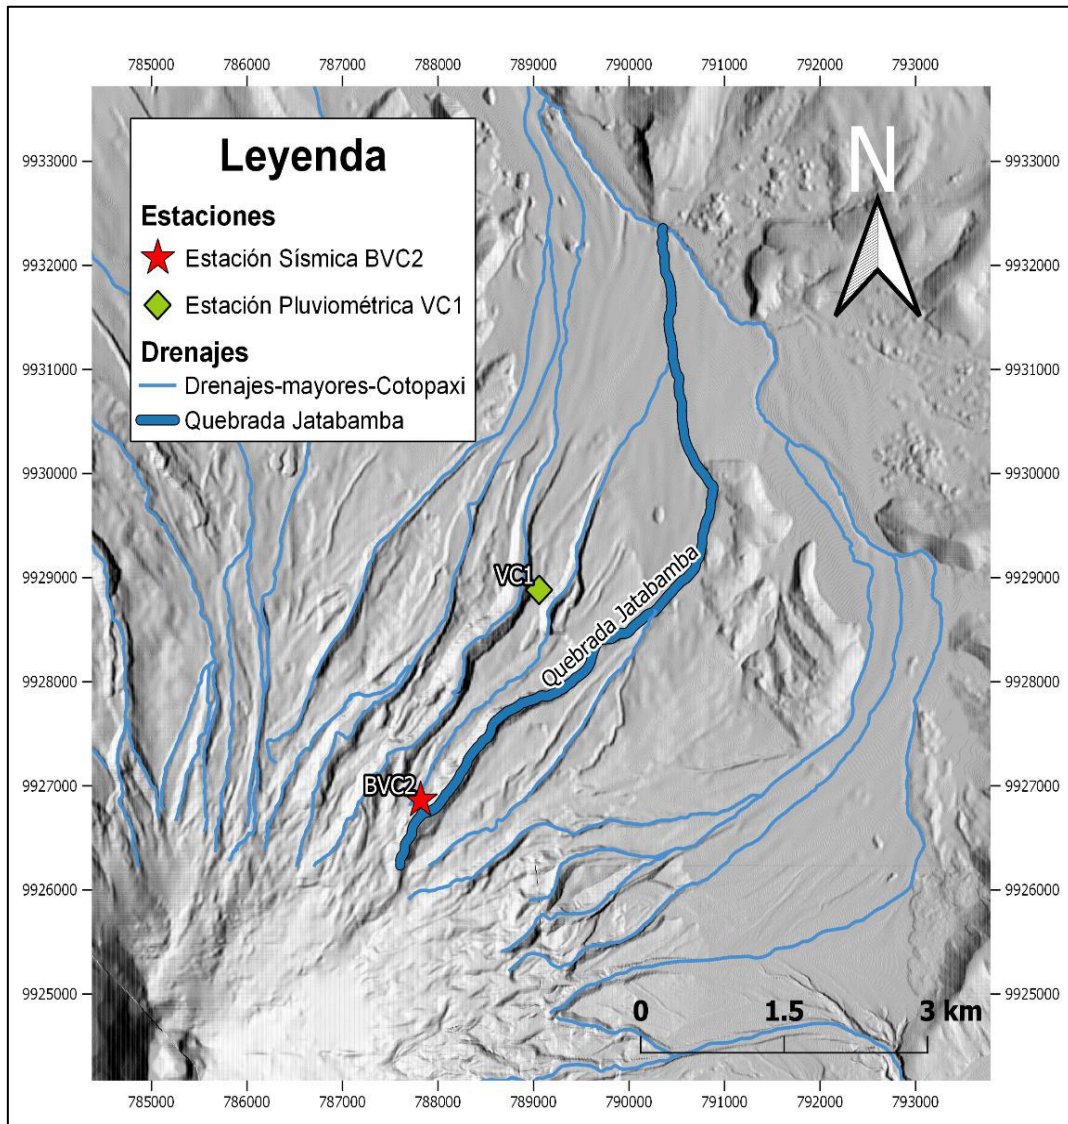 785000 786000 787000 788000 789000 790000 791000 792000 793000
Leyenda
Estaciones
Estación Sísmica BVC2
Estación Pluviométrica VC1
Drenajes
Drenajes-mayores-Cotopaxi
Quebrada Jatabamba
N
9933000 9933000
9932000 9932000
9931000 9931000
9930000 9930000
9929000 9929000
VC1
Quebrada Jatabamba
9928000 9928000
9927000 9927000
BVC2
9926000 9926000
9925000 9925000
0 1.5 3 km
785000 786000 787000 788000 789000 790000 791000 792000 793000